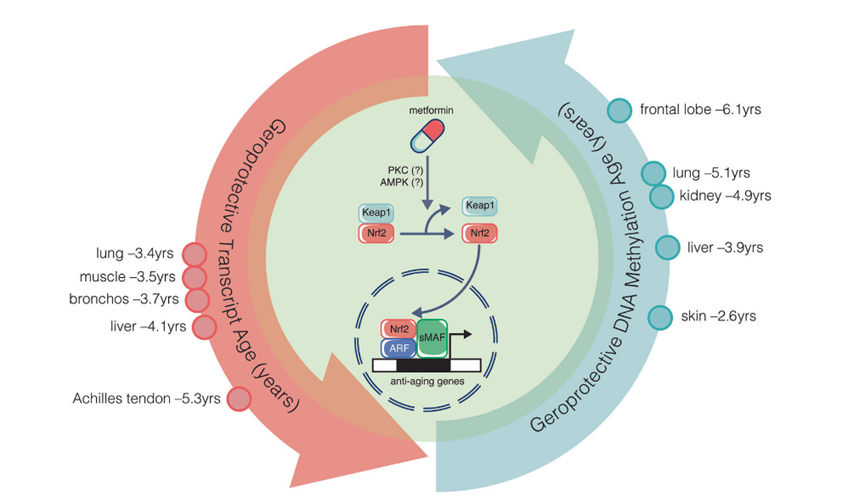 Geroprotective Transcript Age (years)
lung –3.4yrs
muscle –3.5yrs
bronchos –3.7yrs
liver –4.1yrs
Achilles tendon –5.3yrs
metformin
PKC (?)
AMPK (?)
Keap1
Nrf2
Keap1
Nrf2
Nrf2
ARF
sMAF
anti-aging genes
Geroprotective DNA Methylation Age (years)
frontal lobe –6.1yrs
lung –5.1yrs
kidney –4.9yrs
liver –3.9yrs
skin –2.6yrs